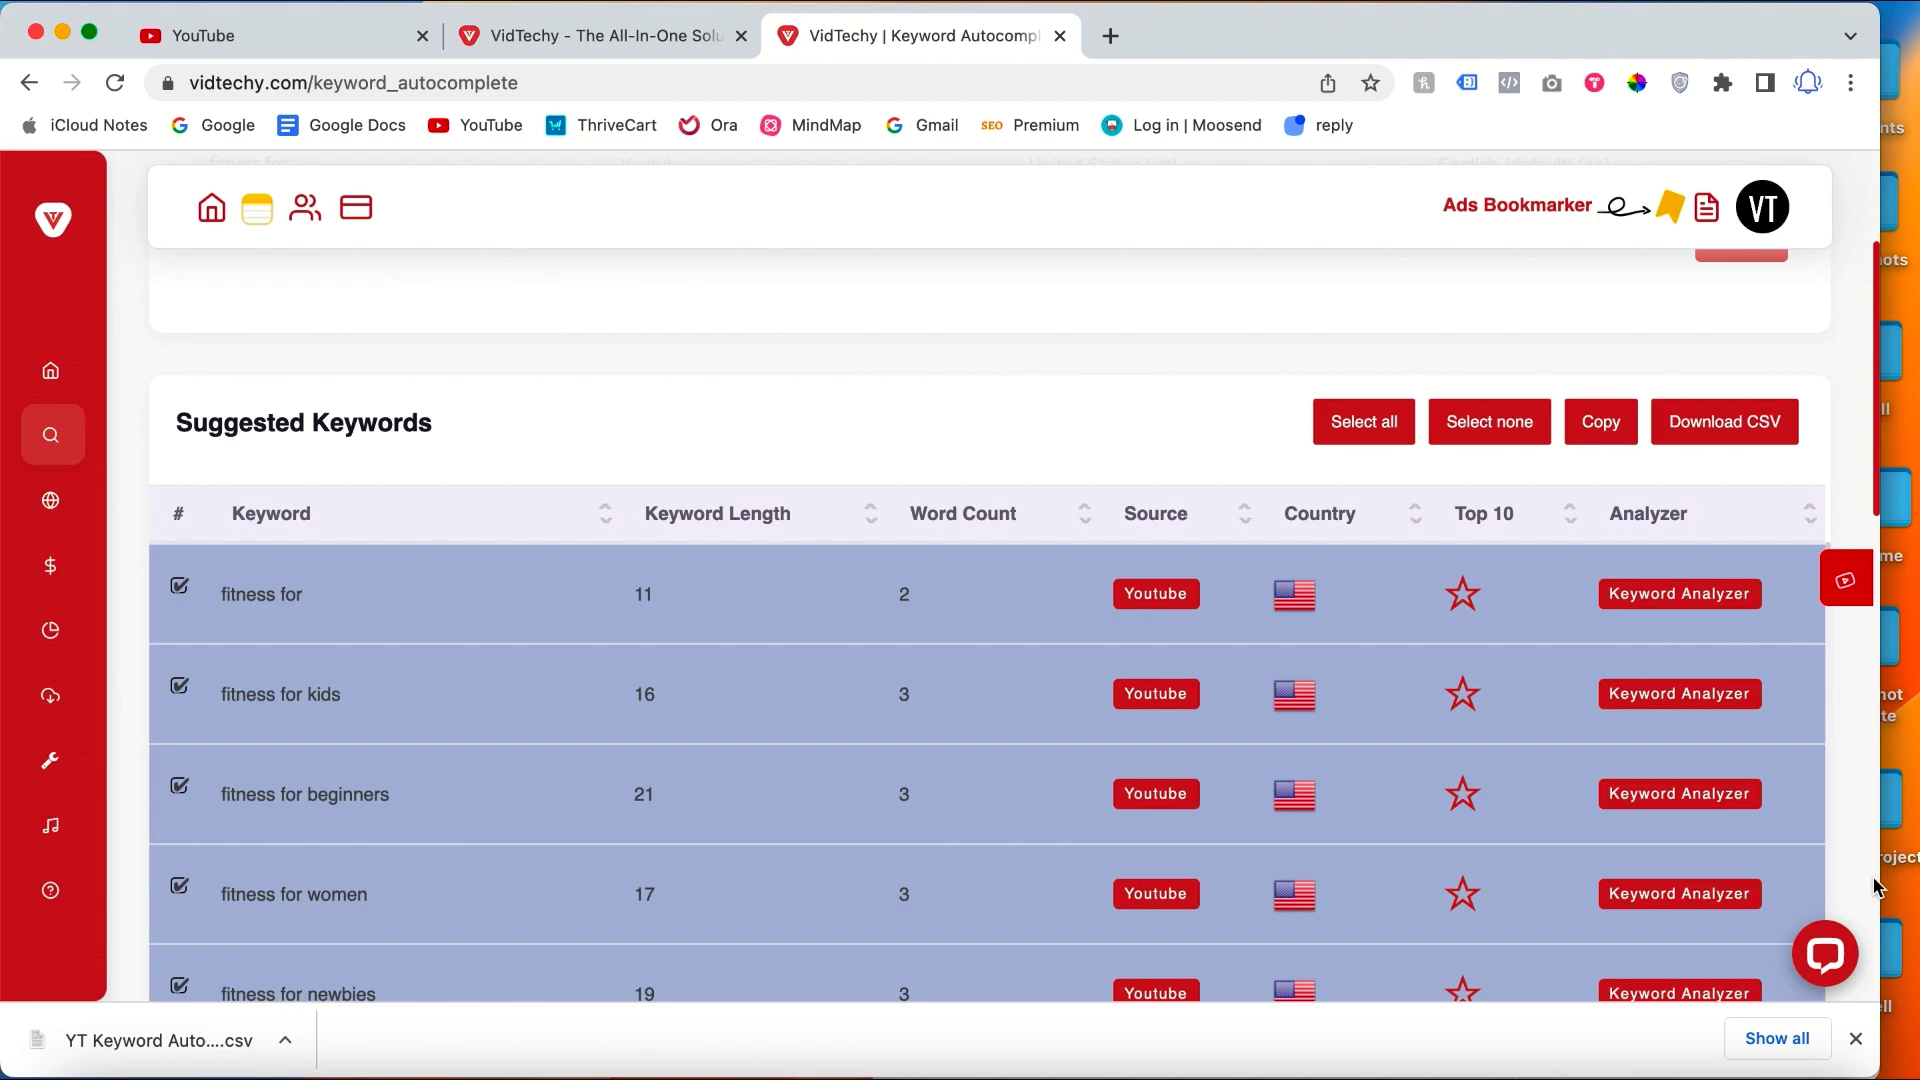 YouTube
VidTechy - The All-In-One Solu
VidTechy | Keyword Autocompl
vidtechy.com/keyword_autocomplete
iCloud Notes
Google
Google Docs
YouTube
ThriveCart
Ora
MindMap
Gmail
SEO Premium
Log in | Moosend
reply
Ads Bookmarker
VT
Suggested Keywords
Select all
Select none
Copy
Download CSV
# Keyword Keyword Length Word Count Source Country Top 10 Analyzer
fitness for 11 2 Youtube Keyword Analyzer
fitness for kids 16 3 Youtube Keyword Analyzer
fitness for beginners 21 3 Youtube Keyword Analyzer
fitness for women 17 3 Youtube Keyword Analyzer
fitness for newbies 19 3 Youtube Keyword Analyzer
YT Keyword Auto....csv
Show all